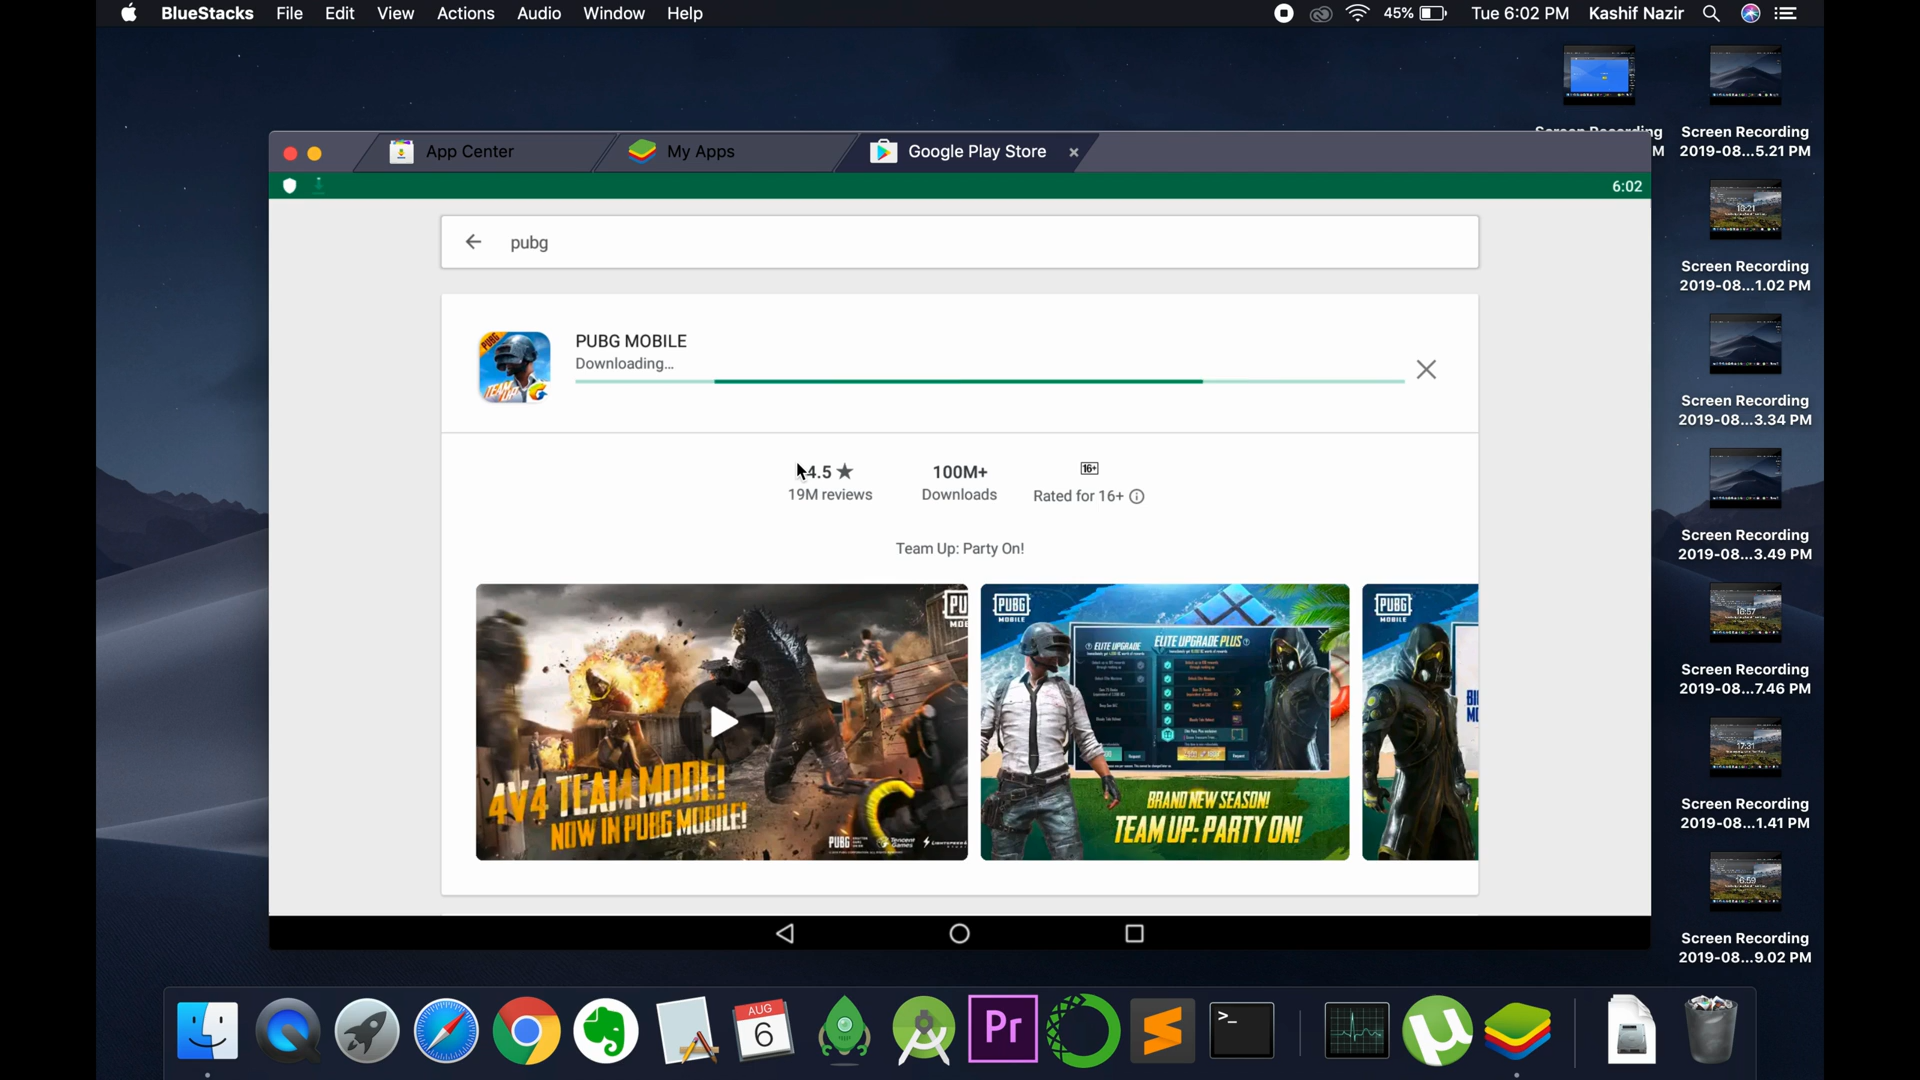 BlueStacks File Edit View Actions Audio Window Help
45% Tue 6:02 PM Kashif Nazir
App Center
My Apps
Google Play Store
6:02
pubg
PUBG MOBILE
Downloading...
4.5 ★
19M reviews
100M+
Downloads
16+
Rated for 16+
Team Up: Party On!
4V4 TEAM MODE!
NOW IN PUBG MOBILE!
PUBG
MOBILE
ELITE UPGRADE
ELITE UPGRADE PLUS
BRAND NEW SEASON!
TEAM UP: PARTY ON!
PUBG
MOBILE
Screen Recording
2019-08...5.21 PM
Screen Recording
2019-08...1.02 PM
Screen Recording
2019-08...3.34 PM
Screen Recording
2019-08...3.49 PM
Screen Recording
2019-08...7.46 PM
Screen Recording
2019-08...1.41 PM
Screen Recording
2019-08...9.02 PM
AUG
6
Pr